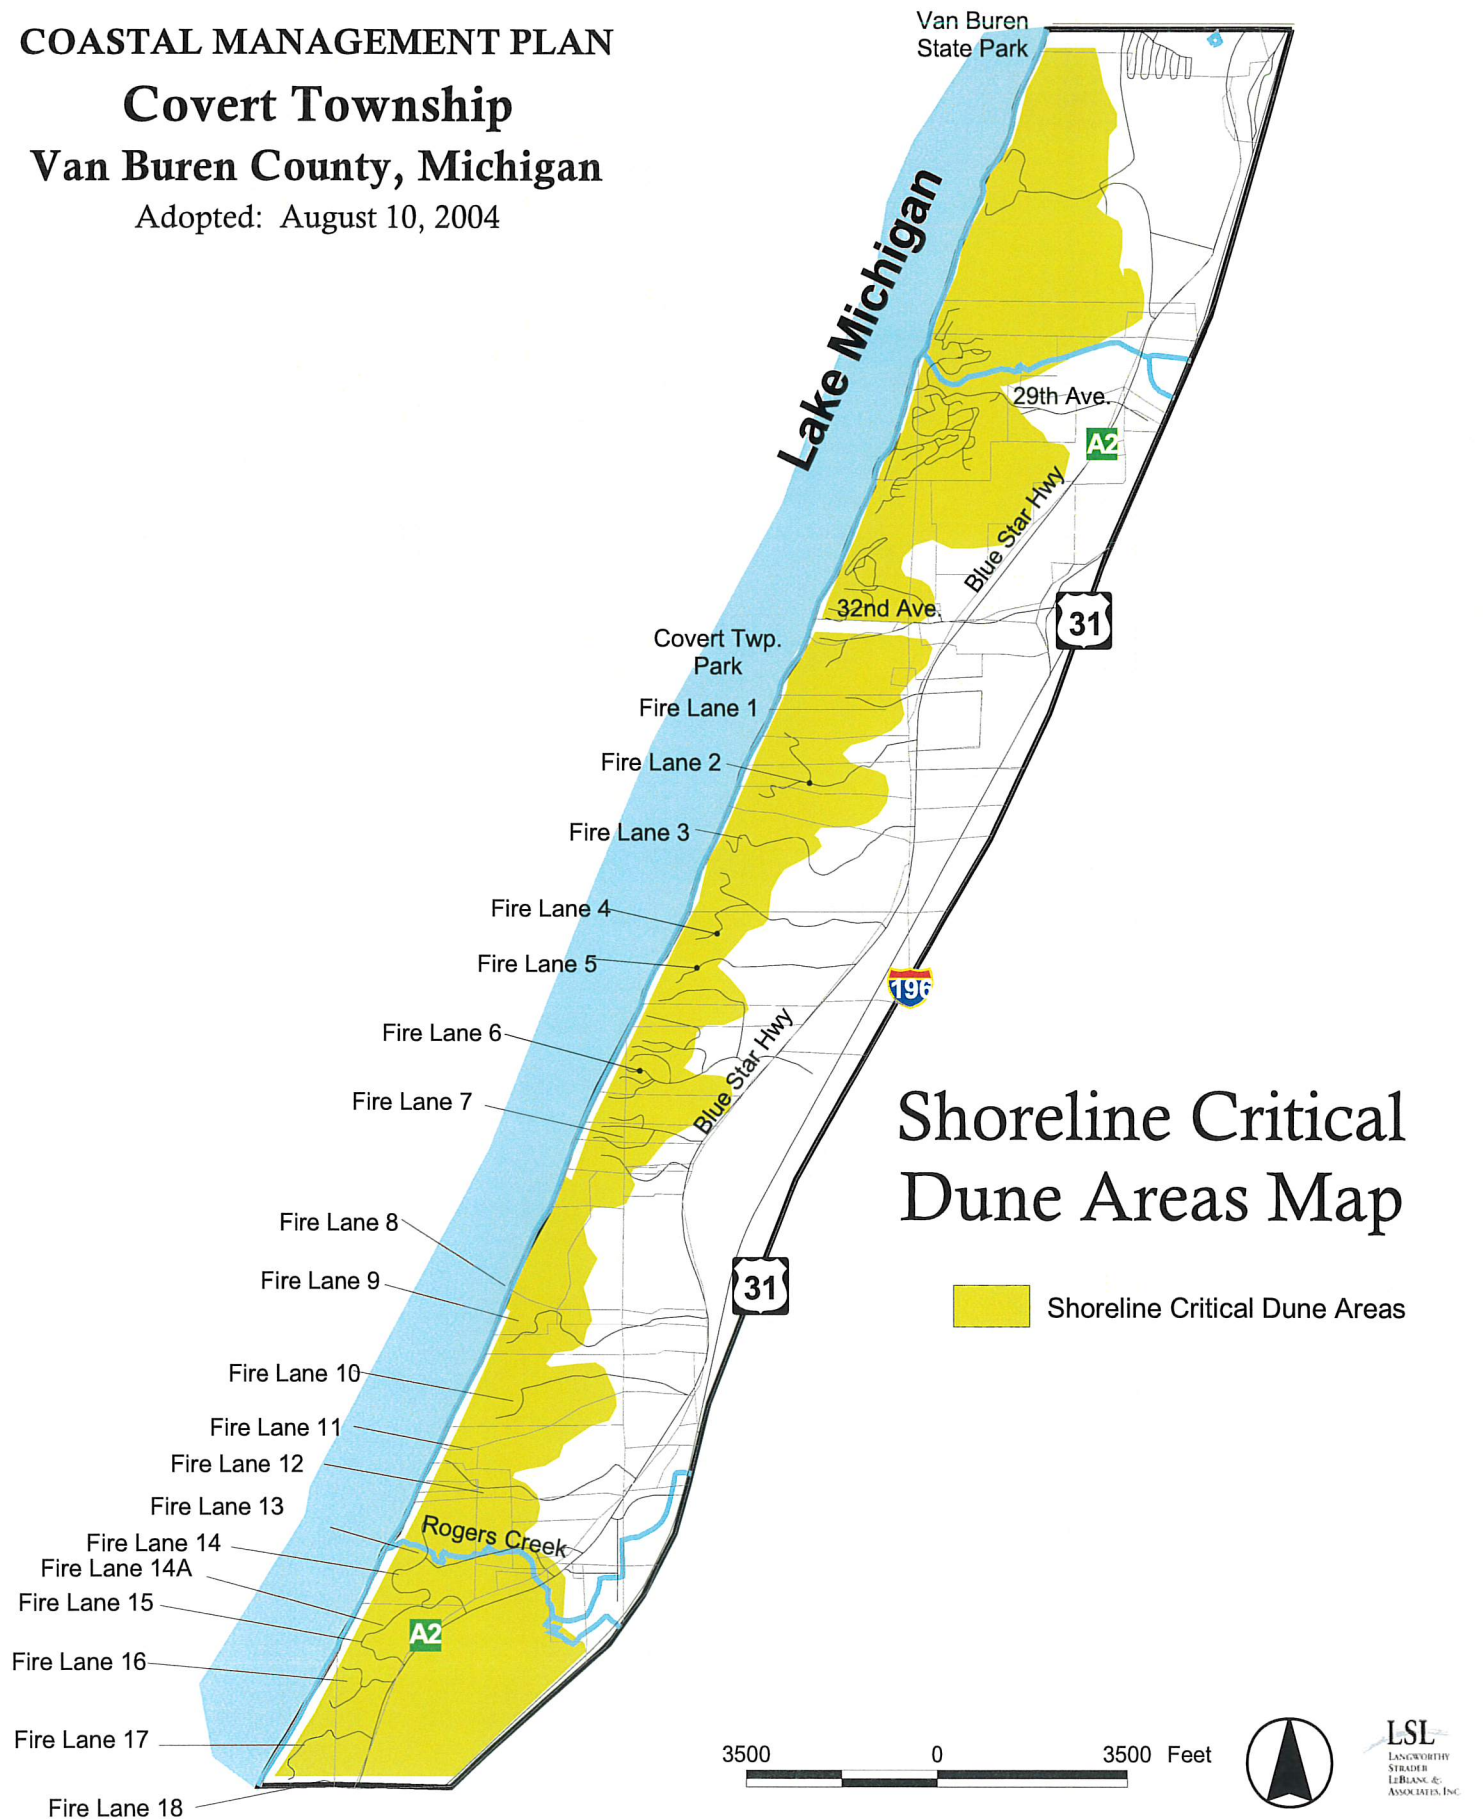 COASTAL MANAGEMENT PLAN
Covert Township
Van Buren County, Michigan
Adopted: August 10, 2004
Van Buren
State Park
Lake Michigan
29th Ave.
A2
Blue Star Hwy
32nd Ave.
31
Covert Twp.
Park
Fire Lane 1
Fire Lane 2
Fire Lane 3
Fire Lane 4
Fire Lane 5
196
Fire Lane 6
Blue Star Hwy
Fire Lane 7
Shoreline Critical
Dune Areas Map
Fire Lane 8
Fire Lane 9
31
Shoreline Critical Dune Areas
Fire Lane 10
Fire Lane 11
Fire Lane 12
Fire Lane 13
Rogers Creek
Fire Lane 14
Fire Lane 14A
Fire Lane 15
A2
Fire Lane 16
Fire Lane 17
Fire Lane 18
3500 0 3500 Feet
LSL
LANGWORTHY
STRADER
LEBLANC &
ASSOCIATES, INC